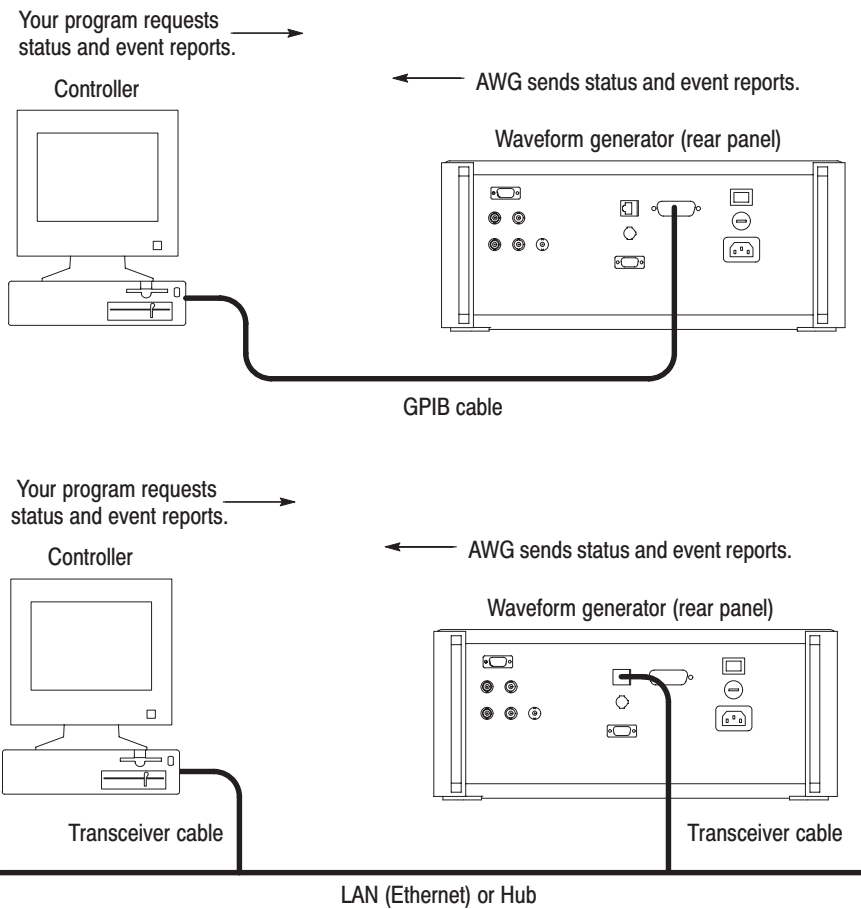 Your program requests
status and event reports.
AWG sends status and event reports.
Controller
Waveform generator (rear panel)
GPIB cable
Your program requests
status and event reports.
AWG sends status and event reports.
Controller
Waveform generator (rear panel)
Transceiver cable
Transceiver cable
LAN (Ethernet) or Hub